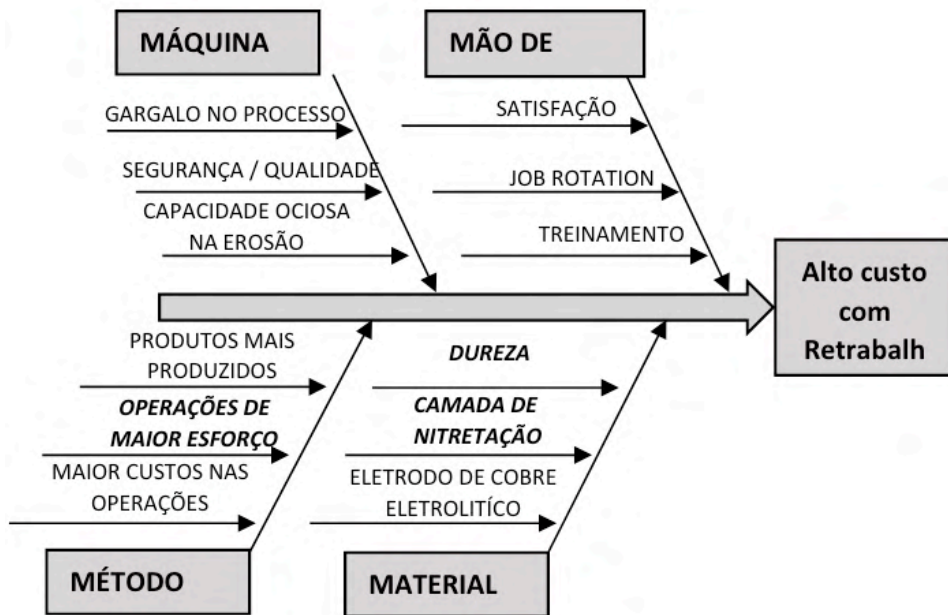 MÁQUINA
GARGALO NO PROCESSO
SEGURANÇA / QUALIDADE
CAPACIDADE OCIOSA
NA EROSÃO
MÃO DE
SATISFAÇÃO
JOB ROTATION
TREINAMENTO
Alto custo
com
Retrabalh
PRODUTOS MAIS
PRODUZIDOS
OPERAÇÕES DE
MAIOR ESFORÇO
MAIOR CUSTOS NAS
OPERAÇÕES
MÉTODO
DUREZA
CAMADA DE
NITRETAÇÃO
ELETRODO DE COBRE
ELETROLITÍCO
MATERIAL